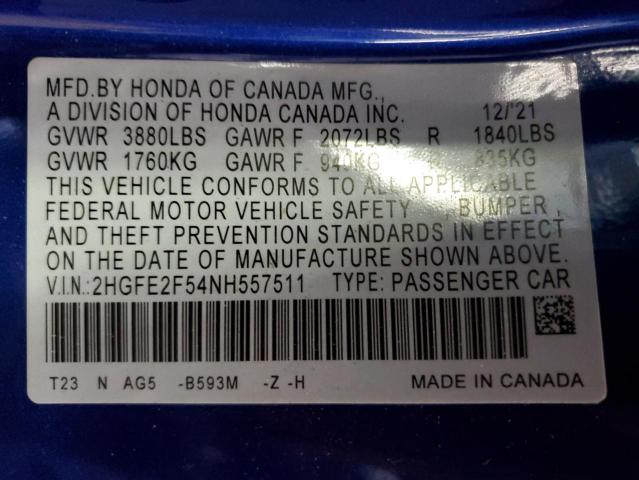 MFD.BY HONDA OF CANADA MFG.,
A DIVISION OF HONDA CANADA INC. 12/'21
GVWR 3880LBS GAWR F 2072LBS R 1840LBS
GVWR 1760KG GAWR F 940KG R 835KG
THIS VEHICLE CONFORMS TO ALL APPLICABLE
FEDERAL MOTOR VEHICLE SAFETY, BUMPER,
AND THEFT PREVENTION STANDARDS IN EFFECT
ON THE DATE OF MANUFACTURE SHOWN ABOVE.
V.I.N.:2HGFE2F54NH557511 TYPE: PASSENGER CAR
T23 N AG5 -B593M -Z -H MADE IN CANADA